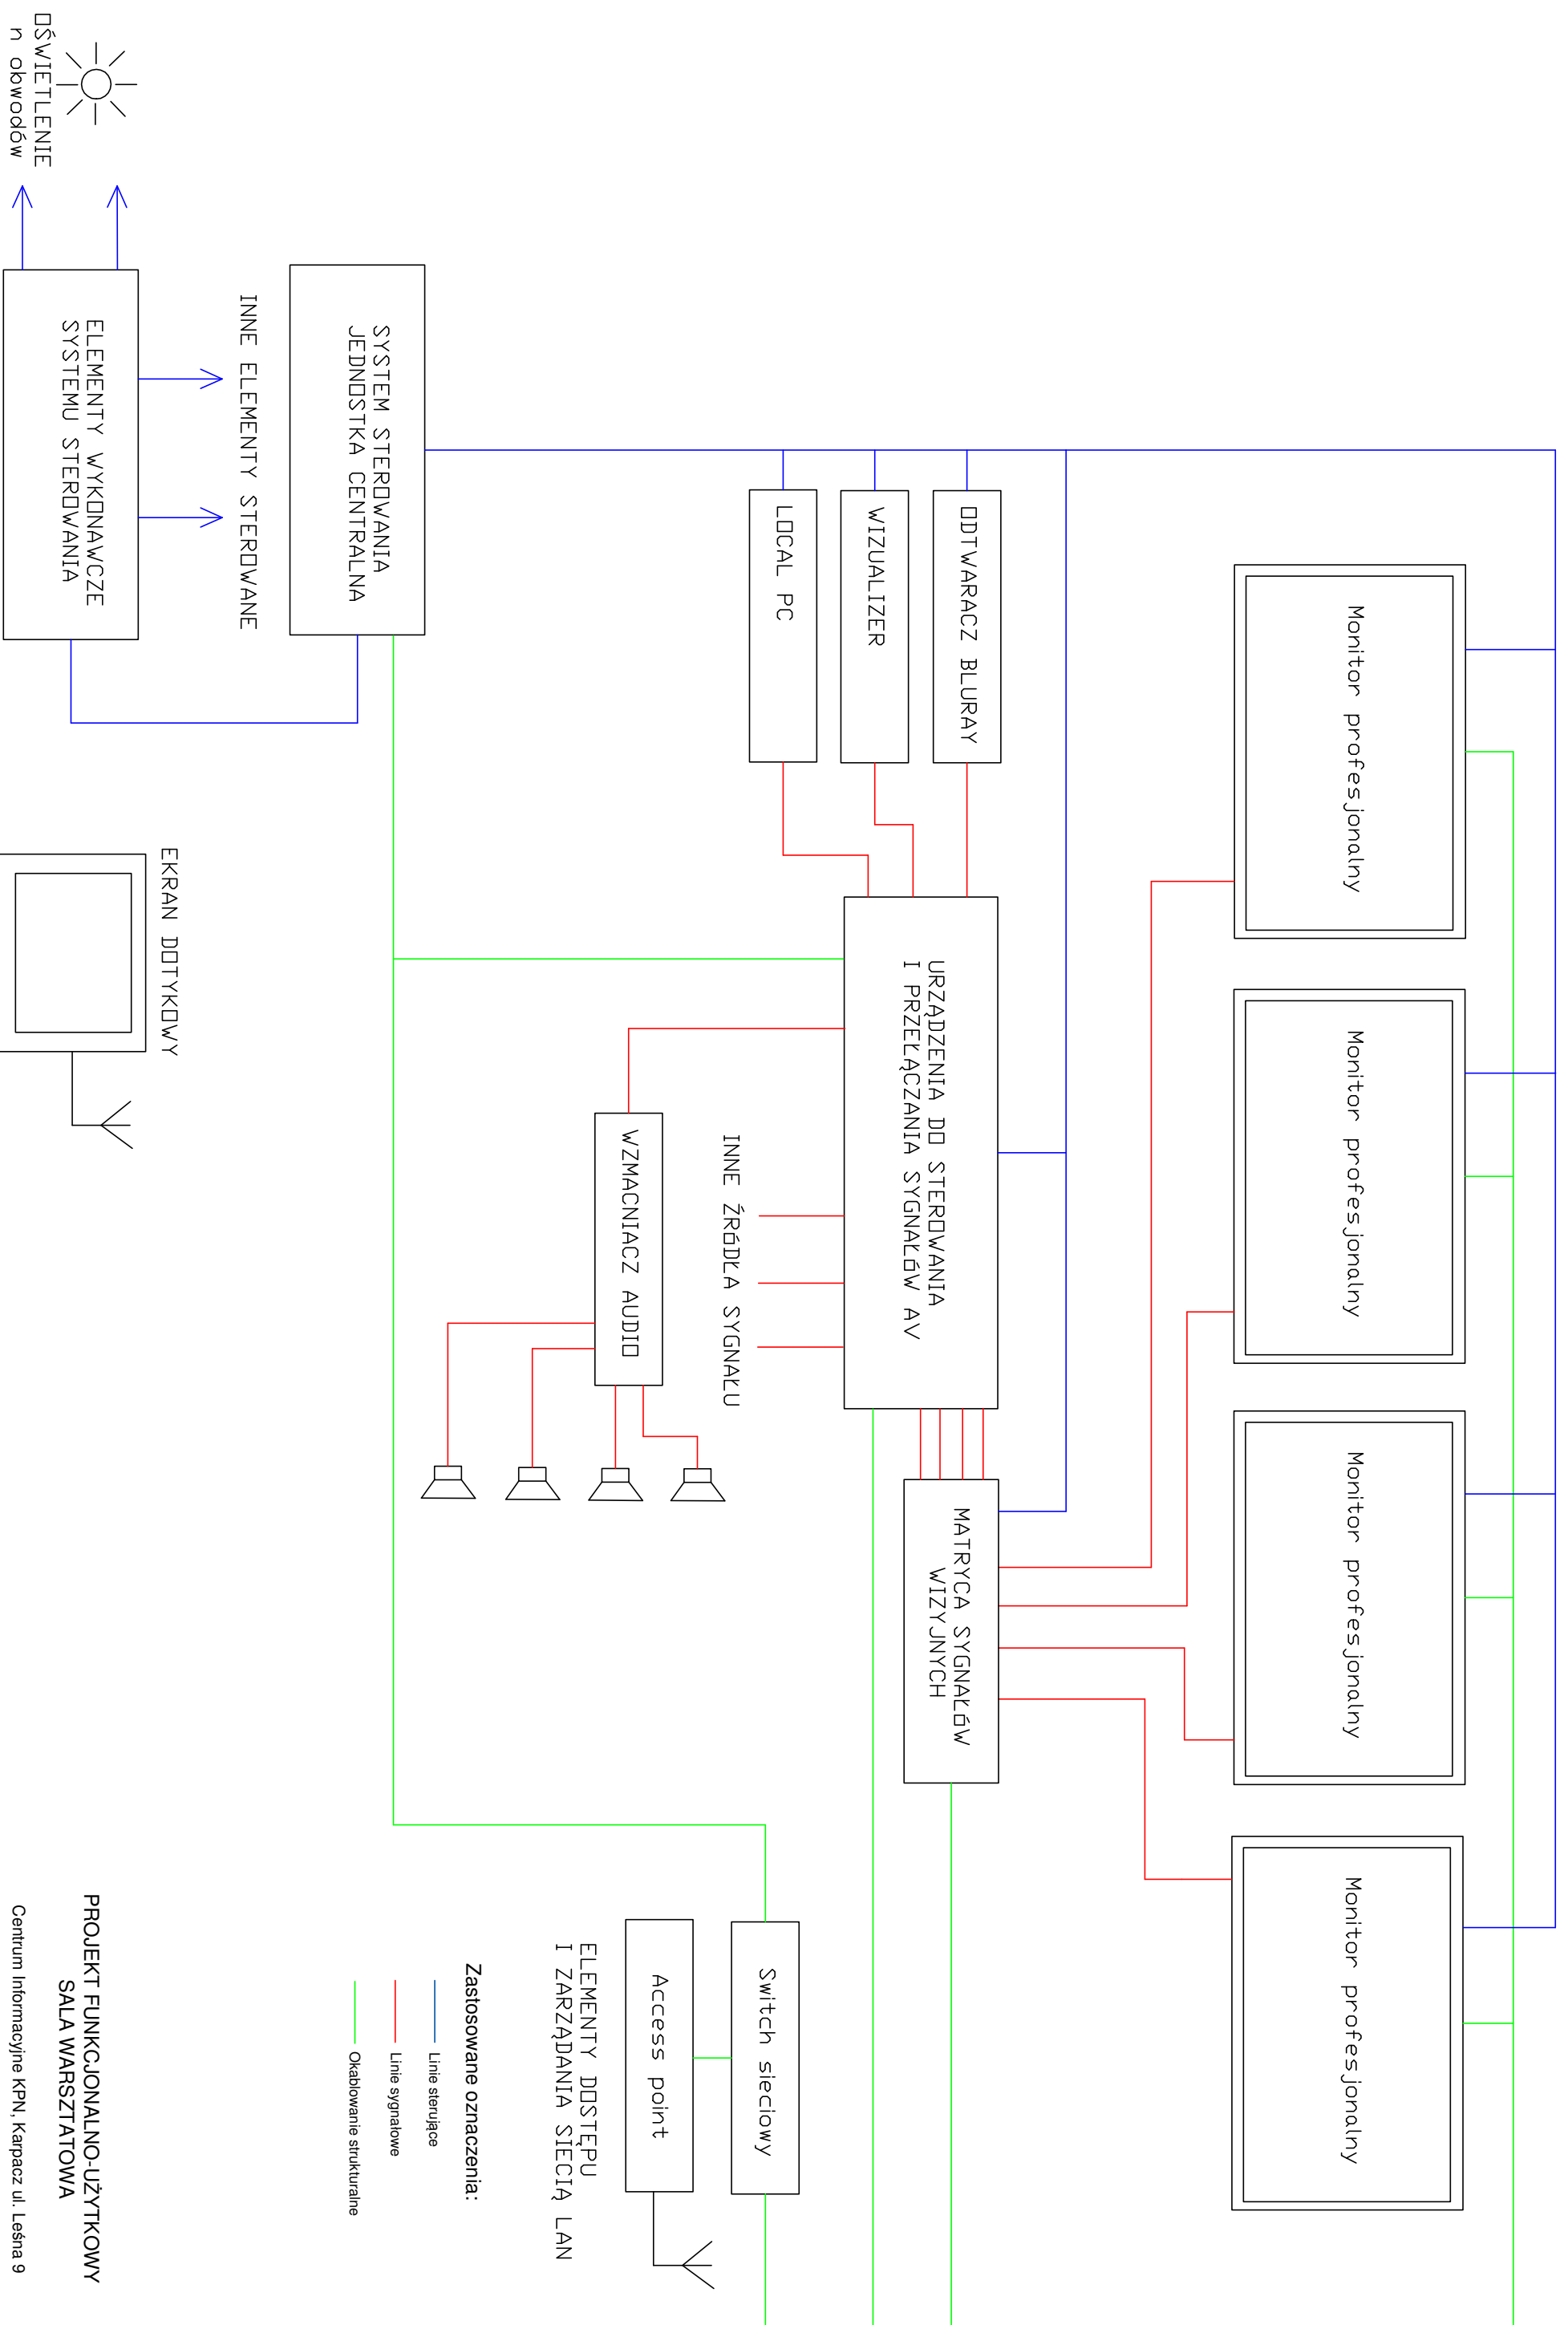 Monitor profesjonalny
Monitor profesjonalny
Monitor profesjonalny
Monitor profesjonalny
ODTWARACZ BLURAY
WIZUALIZER
LOCAL PC
URZĄDZENIA DO STEROWANIA
I PRZEŁĄCZANIA SYGNAŁÓW AV
MATRYCA SYGNAŁÓW
WIZYJNYCH
INNE ŹRÓDŁA SYGNAŁU
WZMACNIACZ AUDIO
Switch sieciowy
Access point
ELEMENTY DOSTĘPU
I ZARZĄDANIA SIECIĄ LAN
SYSTEM STEROWANIA
JEDNOSTKA CENTRALNA
INNE ELEMENTY STEROWANE
ELEMENTY WYKONAWCZE
SYSTEMU STEROWANIA
OŚWIETLENIE
n obwodów
EKRAN DOTYKOWY
Zastosowane oznaczenia:
Linie sterujące
Linie sygnałowe
Okablowanie strukturalne
PROJEKT FUNKCJONALNO-UŻYTKOWY
SALA WARSZTATOWA
Centrum Informacyjne KPN, Karpacz ul. Leśna 9